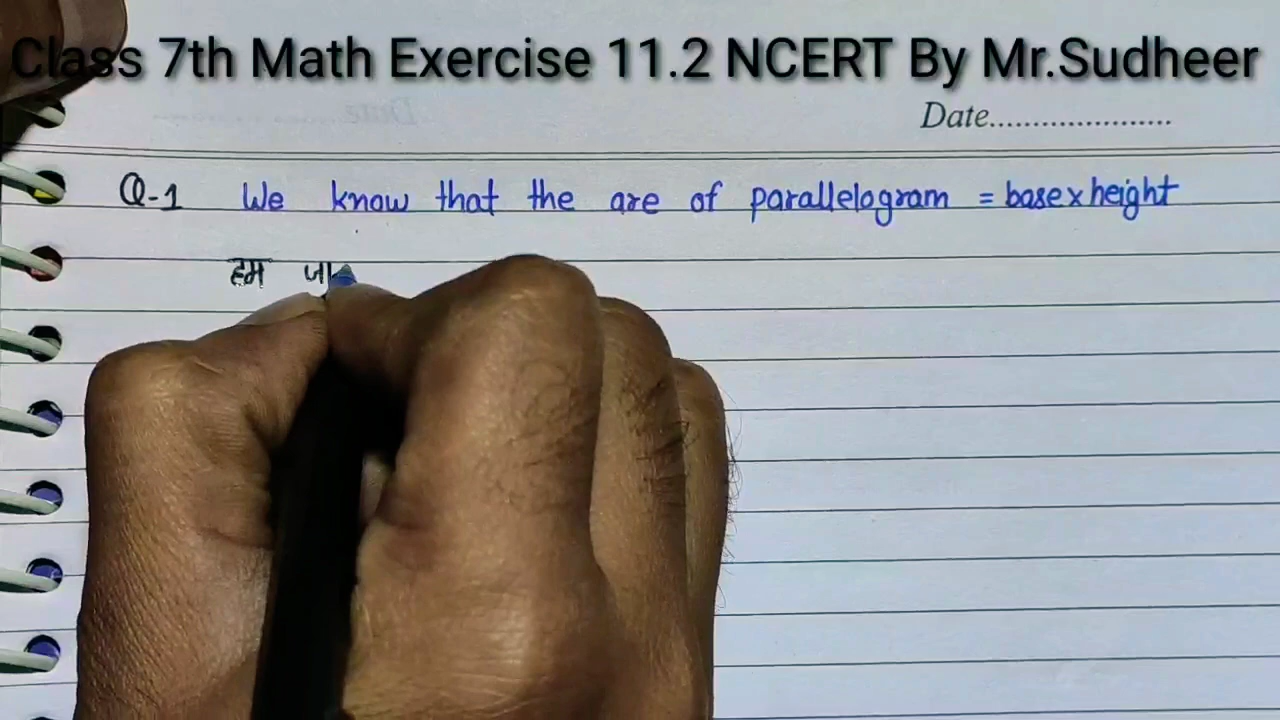 Class 7th Math Exercise 11.2 NCERT By Mr.Sudheer
Date.....................
Q-1 We know that the are of parallelogram = base×height
हम